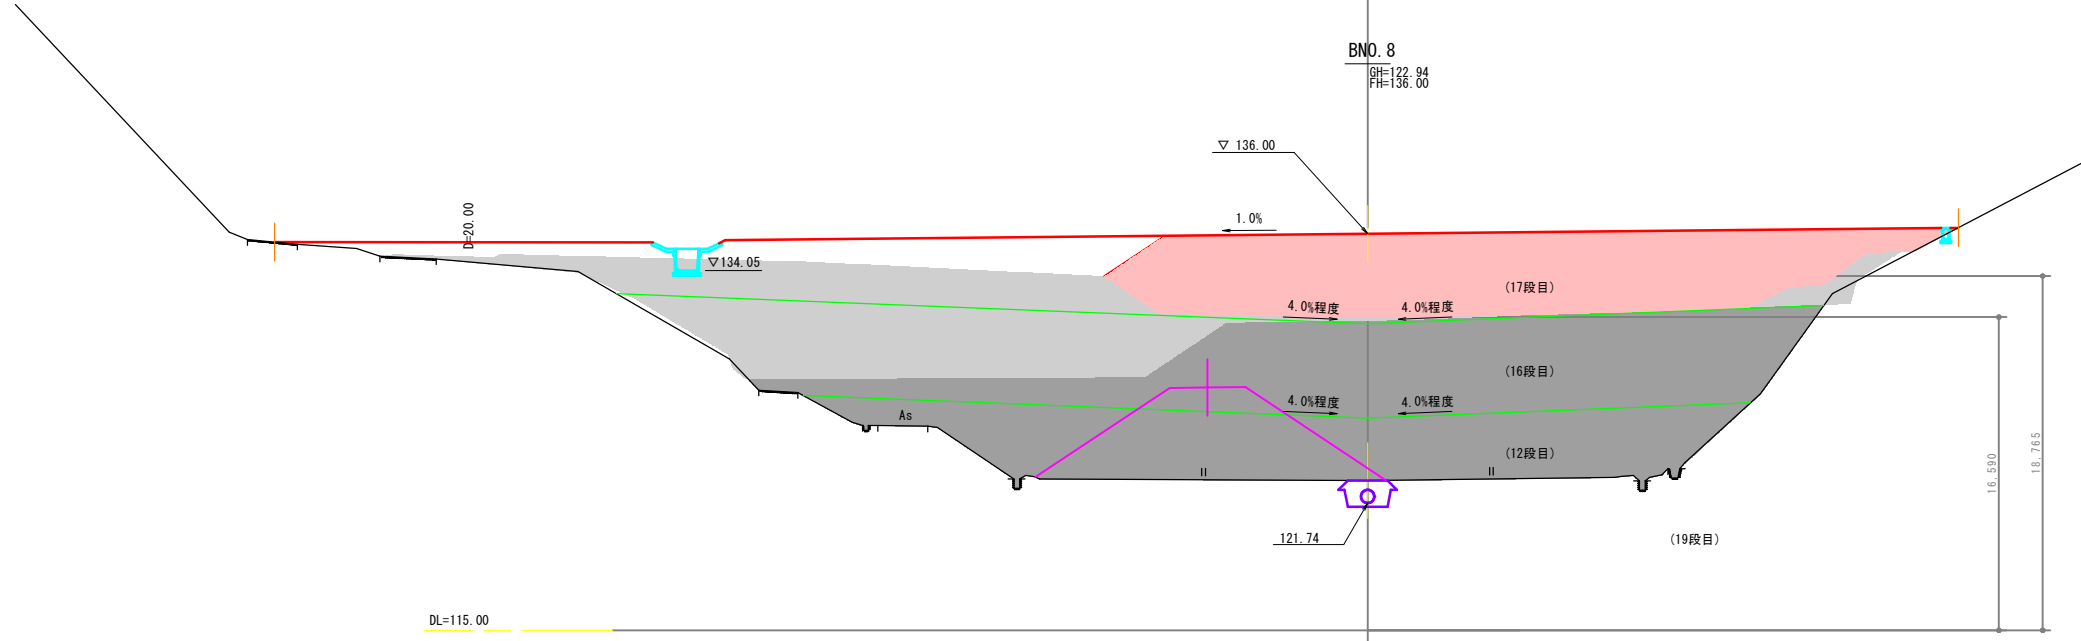 BNO. 8
GH=122.94
FH=136.00
▽ 136.00
1.0%
D=20.00
▽134.05
(17段目)
4.0%程度
4.0%程度
(16段目)
4.0%程度
4.0%程度
As
(12段目)
=
=
16,590
18,765
121.74
(19段目)
DL=115.00